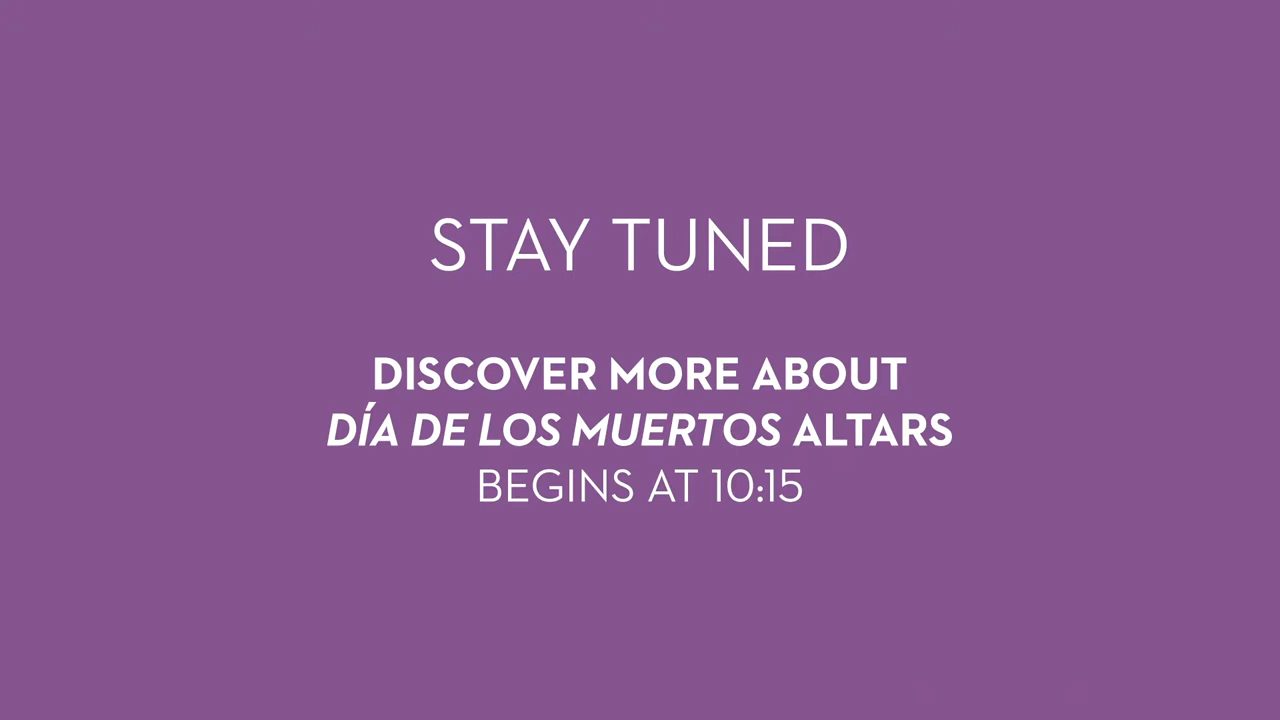 STAY TUNED
DISCOVER MORE ABOUT
DÍA DE LOS MUERTOS ALTARS
BEGINS AT 10:15